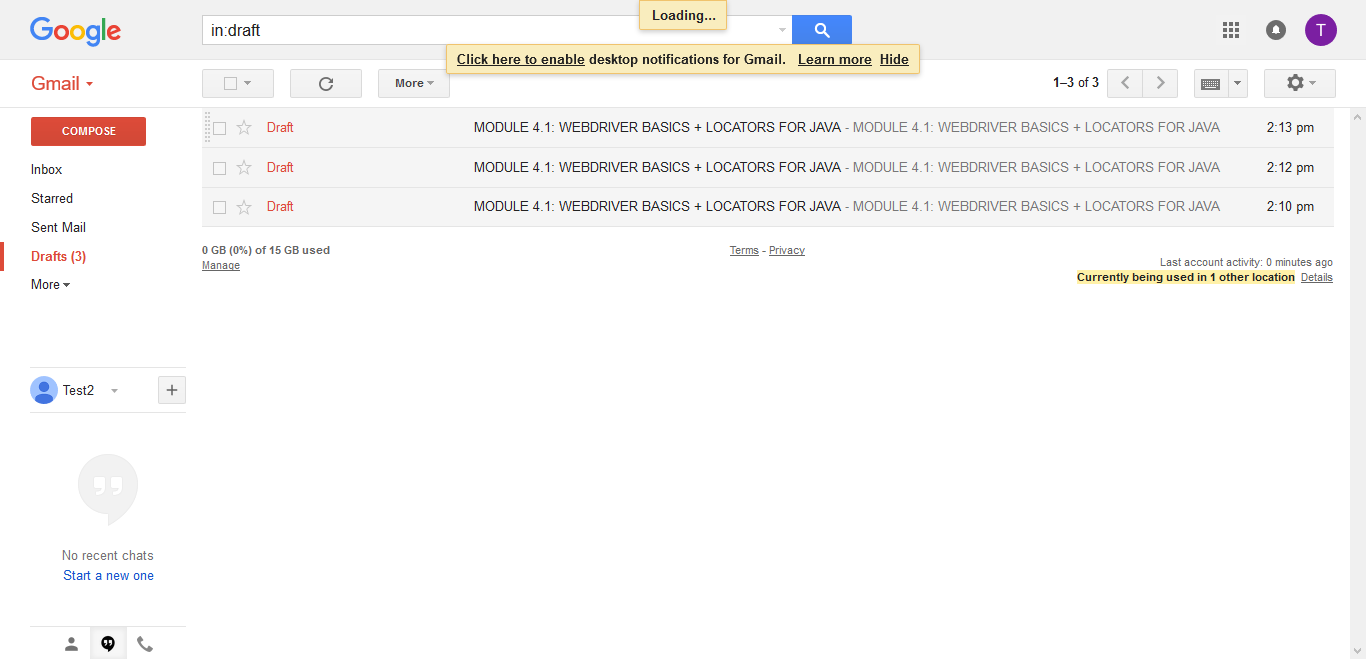 Loading...
Google
in:draft
T
Click here to enable desktop notifications for Gmail. Learn more Hide
Gmail
More
1–3 of 3
COMPOSE
Draft MODULE 4.1: WEBDRIVER BASICS + LOCATORS FOR JAVA - MODULE 4.1: WEBDRIVER BASICS + LOCATORS FOR JAVA 2:13 pm
Inbox
Draft MODULE 4.1: WEBDRIVER BASICS + LOCATORS FOR JAVA - MODULE 4.1: WEBDRIVER BASICS + LOCATORS FOR JAVA 2:12 pm
Starred
Draft MODULE 4.1: WEBDRIVER BASICS + LOCATORS FOR JAVA - MODULE 4.1: WEBDRIVER BASICS + LOCATORS FOR JAVA 2:10 pm
Sent Mail
Drafts (3)
More
0 GB (0%) of 15 GB used
Manage
Terms - Privacy
Last account activity: 0 minutes ago
Currently being used in 1 other location Details
Test2
No recent chats
Start a new one